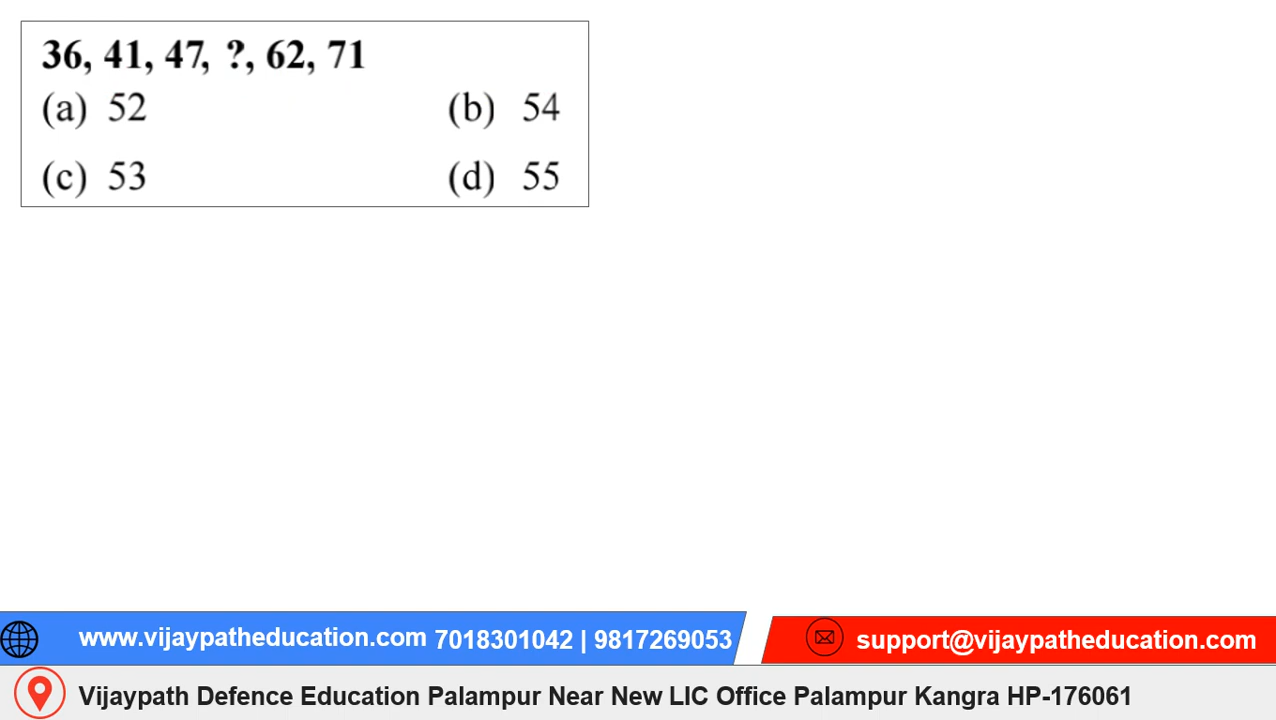 36, 41, 47, ?, 62, 71
(a) 52 (b) 54
(c) 53 (d) 55
www.vijaypatheducation.com 7018301042 | 9817269053 support@vijaypatheducation.com
Vijaypath Defence Education Palampur Near New LIC Office Palampur Kangra HP-176061